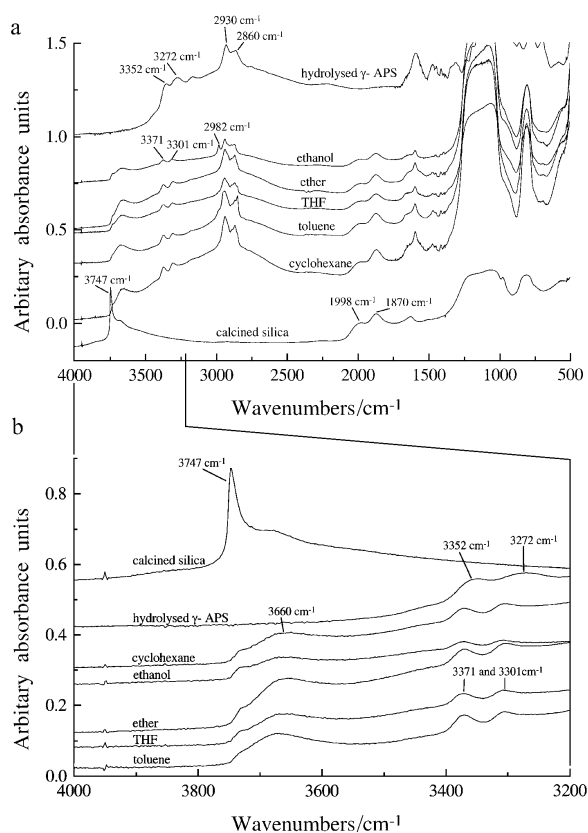 a
2930 cm-1
2860 cm-1
1.5
3272 cm-1
3352 cm-1
hydrolysed γ- APS
1.0
3371
3301 cm-1
2982 cm-1
ethanol
ether
THF
0.5
toluene
cyclohexane
3747 cm-1
1998 cm-1
1870 cm-1
0.0
calcined silica
4000 3500 3000 2500 2000 1500 1000 500
Wavenumbers/cm-1
Arbitary absorbance units
b
3747 cm-1
0.8
3352 cm-1
3272 cm-1
0.6
calcined silica
hydrolysed γ- APS
3660 cm-1
0.4
cyclohexane
ethanol
3371 and 3301cm-1
0.2
ether
THF
toluene
0.0
4000 3800 3600 3400 3200
Wavenumbers/cm-1
Arbitary absorbance units